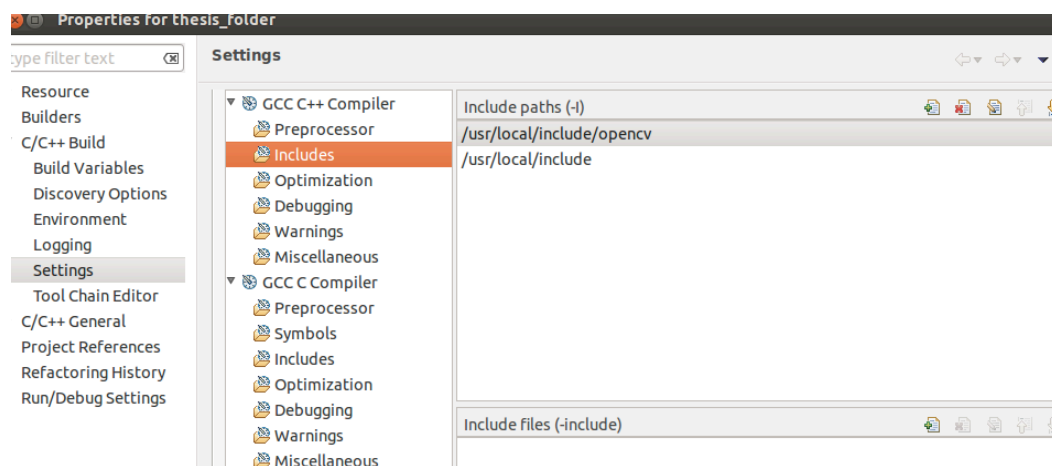 Properties for thesis_folder
type filter text
Settings
Resource
Builders
C/C++ Build
Build Variables
Discovery Options
Environment
Logging
Settings
Tool Chain Editor
C/C++ General
Project References
Refactoring History
Run/Debug Settings
GCC C++ Compiler
Preprocessor
Includes
Optimization
Debugging
Warnings
Miscellaneous
GCC C Compiler
Preprocessor
Symbols
Includes
Optimization
Debugging
Warnings
Miscellaneous
Include paths (-I)
/usr/local/include/opencv
/usr/local/include
Include files (-include)